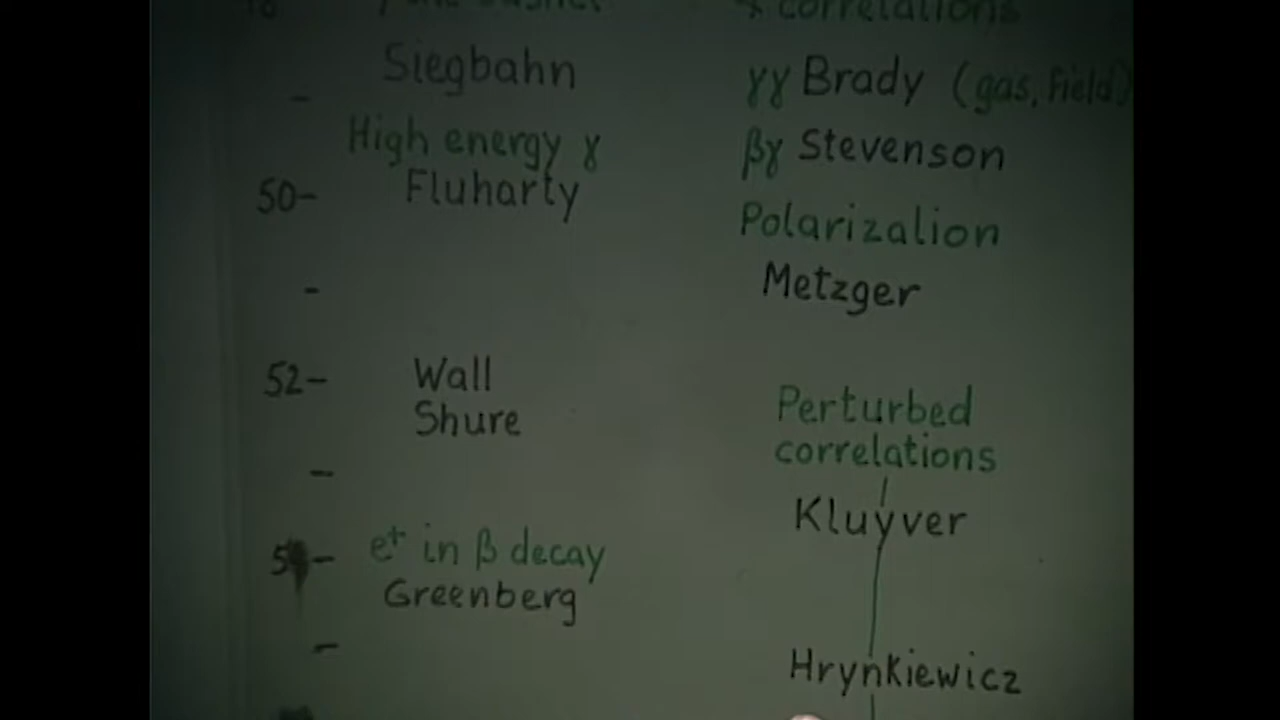 correlations
Siegbahn
γγ Brady (gas, field)
-
High energy γ
βγ Stevenson
50- Fluharty
Polarizalion
-
Metzger
52- Wall
Shure
Perturbed
correlations
-
Kluyver
e⁺ in β decay
Greenberg
-
Hrynkiewicz